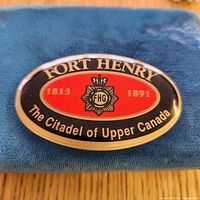 FORT HENRY
1813 1891
FHG
The Citadel of Upper Canada